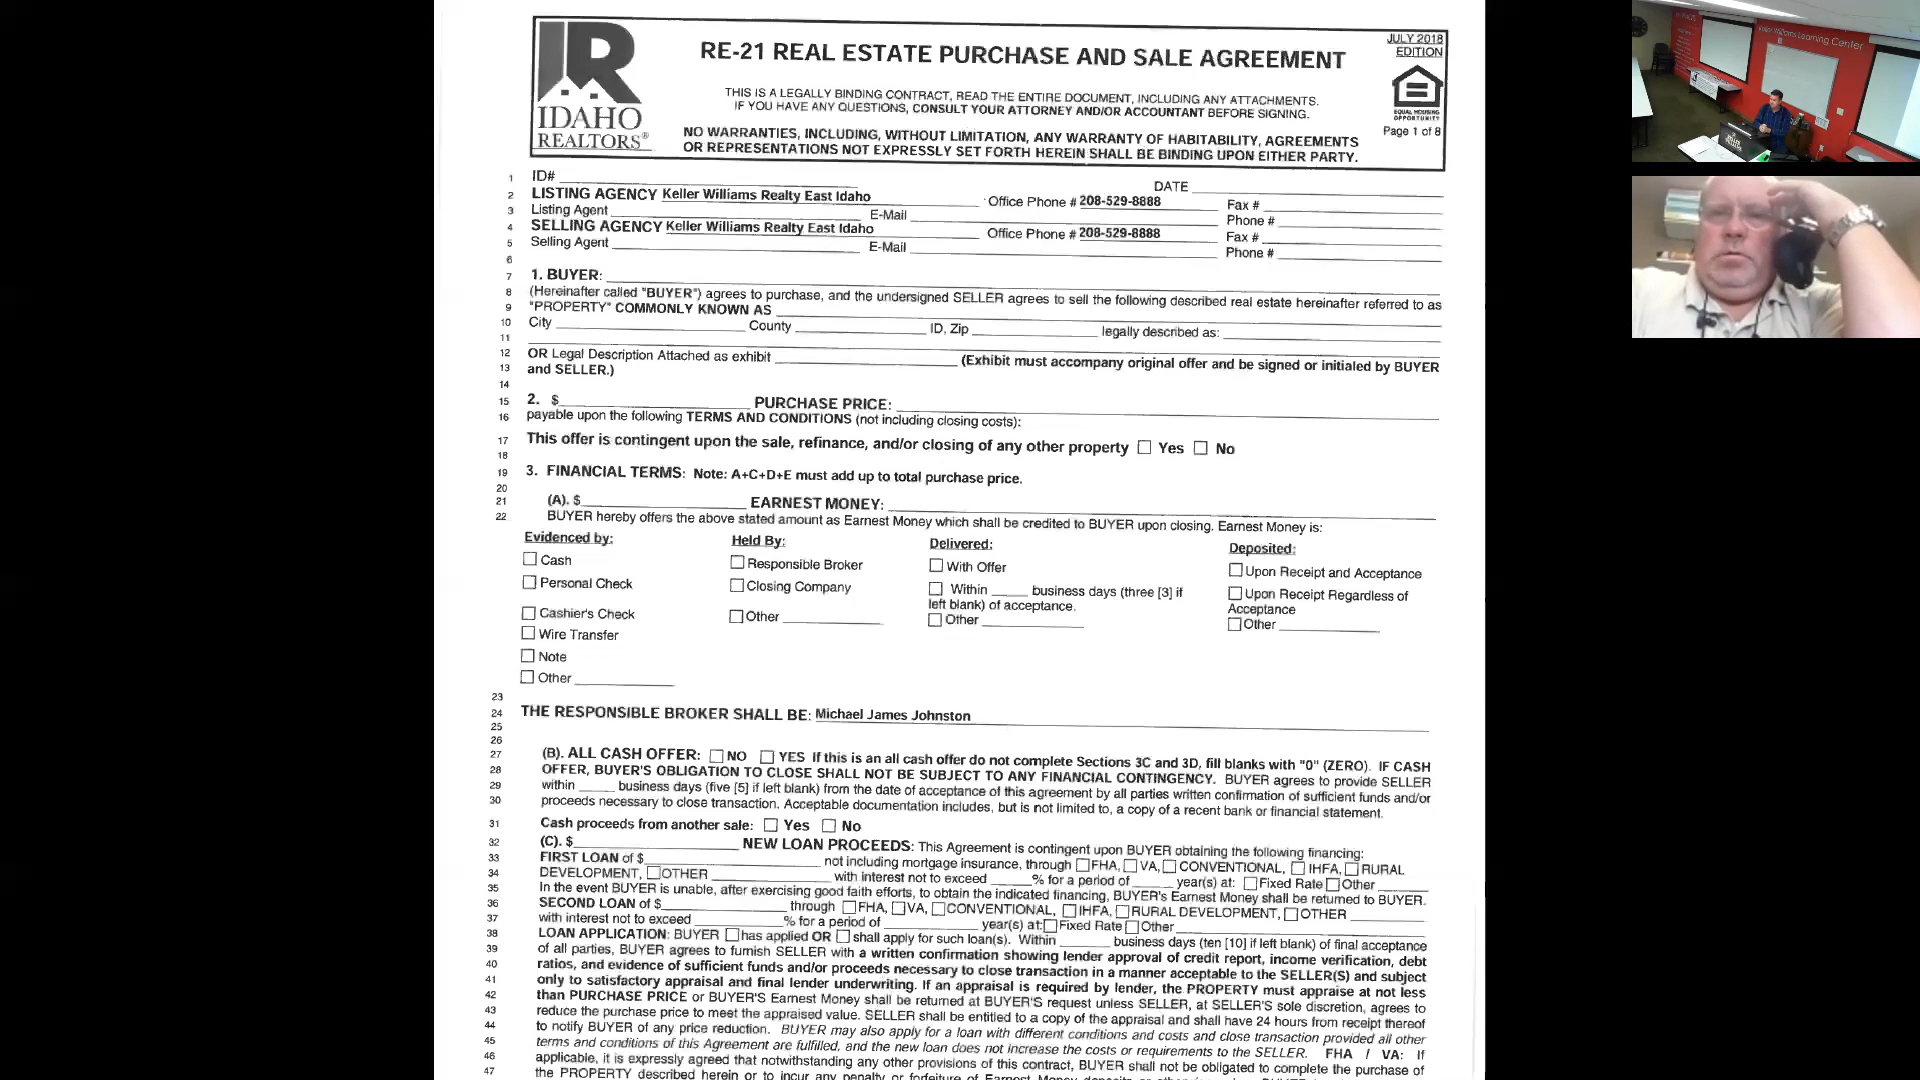 IR
IDAHO
REALTORS®
RE-21 REAL ESTATE PURCHASE AND SALE AGREEMENT
JULY 2018
EDITION
THIS IS A LEGALLY BINDING CONTRACT, READ THE ENTIRE DOCUMENT, INCLUDING ANY ATTACHMENTS.
IF YOU HAVE ANY QUESTIONS, CONSULT YOUR ATTORNEY AND/OR ACCOUNTANT BEFORE SIGNING.
EQUAL HOUSING
OPPORTUNITY
Page 1 of 8
NO WARRANTIES, INCLUDING, WITHOUT LIMITATION, ANY WARRANTY OF HABITABILITY, AGREEMENTS
OR REPRESENTATIONS NOT EXPRESSLY SET FORTH HEREIN SHALL BE BINDING UPON EITHER PARTY.
1 ID# DATE
2 LISTING AGENCY Keller Williams Realty East Idaho Office Phone # 208-529-8888 Fax #
3 Listing Agent E-Mail Phone #
4 SELLING AGENCY Keller Williams Realty East Idaho Office Phone # 208-529-8888 Fax #
5 Selling Agent E-Mail Phone #
6
7 1. BUYER:
8 (Hereinafter called "BUYER") agrees to purchase, and the undersigned SELLER agrees to sell the following described real estate hereinafter referred to as
9 "PROPERTY" COMMONLY KNOWN AS
10 City County ID, Zip legally described as:
11
12 OR Legal Description Attached as exhibit (Exhibit must accompany original offer and be signed or initialed by BUYER
13 and SELLER.)
14
15 2. $ PURCHASE PRICE:
16 payable upon the following TERMS AND CONDITIONS (not including closing costs):
17 This offer is contingent upon the sale, refinance, and/or closing of any other property ☐ Yes ☐ No
18
19 3. FINANCIAL TERMS: Note: A+C+D+E must add up to total purchase price.
20
21 (A). $ EARNEST MONEY:
22 BUYER hereby offers the above stated amount as Earnest Money which shall be credited to BUYER upon closing. Earnest Money is:
Evidenced by: Held By: Delivered: Deposited:
☐ Cash ☐ Responsible Broker ☐ With Offer ☐ Upon Receipt and Acceptance
☐ Personal Check ☐ Closing Company ☐ Within business days (three [3] if ☐ Upon Receipt Regardless of
left blank) of acceptance. Acceptance
☐ Cashier's Check ☐ Other ☐ Other ☐ Other
☐ Wire Transfer
☐ Note
☐ Other
23
24 THE RESPONSIBLE BROKER SHALL BE: Michael James Johnston
25
26
27 (B). ALL CASH OFFER: ☐ NO ☐ YES If this is an all cash offer do not complete Sections 3C and 3D, fill blanks with "0" (ZERO). IF CASH
28 OFFER, BUYER'S OBLIGATION TO CLOSE SHALL NOT BE SUBJECT TO ANY FINANCIAL CONTINGENCY. BUYER agrees to provide SELLER
29 within business days (five [5] if left blank) from the date of acceptance of this agreement by all parties written confirmation of sufficient funds and/or
30 proceeds necessary to close transaction. Acceptable documentation includes, but is not limited to, a copy of a recent bank or financial statement.
31 Cash proceeds from another sale: ☐ Yes ☐ No
32 (C). $ NEW LOAN PROCEEDS: This Agreement is contingent upon BUYER obtaining the following financing:
33 FIRST LOAN of $ not including mortgage insurance, through ☐ FHA, ☐ VA, ☐ CONVENTIONAL, ☐ IHFA, ☐ RURAL
34 DEVELOPMENT, ☐ OTHER with interest not to exceed % for a period of year(s) at: ☐ Fixed Rate ☐ Other
35 In the event BUYER is unable, after exercising good faith efforts, to obtain the indicated financing, BUYER's Earnest Money shall be returned to BUYER.
36 SECOND LOAN of $ through ☐ FHA, ☐ VA, ☐ CONVENTIONAL, ☐ IHFA, ☐ RURAL DEVELOPMENT, ☐ OTHER
37 with interest not to exceed % for a period of year(s) at: ☐ Fixed Rate ☐ Other
38 LOAN APPLICATION: BUYER ☐ has applied OR ☐ shall apply for such loan(s). Within business days (ten [10] if left blank) of final acceptance
39 of all parties, BUYER agrees to furnish SELLER with a written confirmation showing lender approval of credit report, income verification, debt
40 ratios, and evidence of sufficient funds and/or proceeds necessary to close transaction in a manner acceptable to the SELLER(S) and subject
41 only to satisfactory appraisal and final lender underwriting. If an appraisal is required by lender, the PROPERTY must appraise at not less
42 than PURCHASE PRICE or BUYER'S Earnest Money shall be returned at BUYER'S request unless SELLER, at SELLER'S sole discretion, agrees to
43 reduce the purchase price to meet the appraised value. SELLER shall be entitled to a copy of the appraisal and shall have 24 hours from receipt thereof
44 to notify BUYER of any price reduction. BUYER may also apply for a loan with different conditions and costs and close transaction provided all other
45 terms and conditions of this Agreement are fulfilled, and the new loan does not increase the costs or requirements to the SELLER. FHA / VA: If
46 applicable, it is expressly agreed that notwithstanding any other provisions of this contract, BUYER shall not be obligated to complete the purchase of
47 the PROPERTY described herein or to incur any penalty or forfeiture of Earnest Money
Keller Williams Learning Center